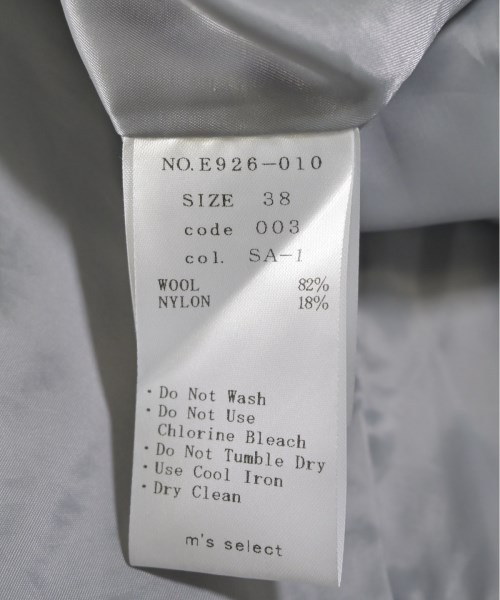 NO.E926-010
SIZE 38
code 003
col. SA-1
WOOL 82%
NYLON 18%
・Do Not Wash
・Do Not Use
Chlorine Bleach
・Do Not Tumble Dry
・Use Cool Iron
・Dry Clean
m's select